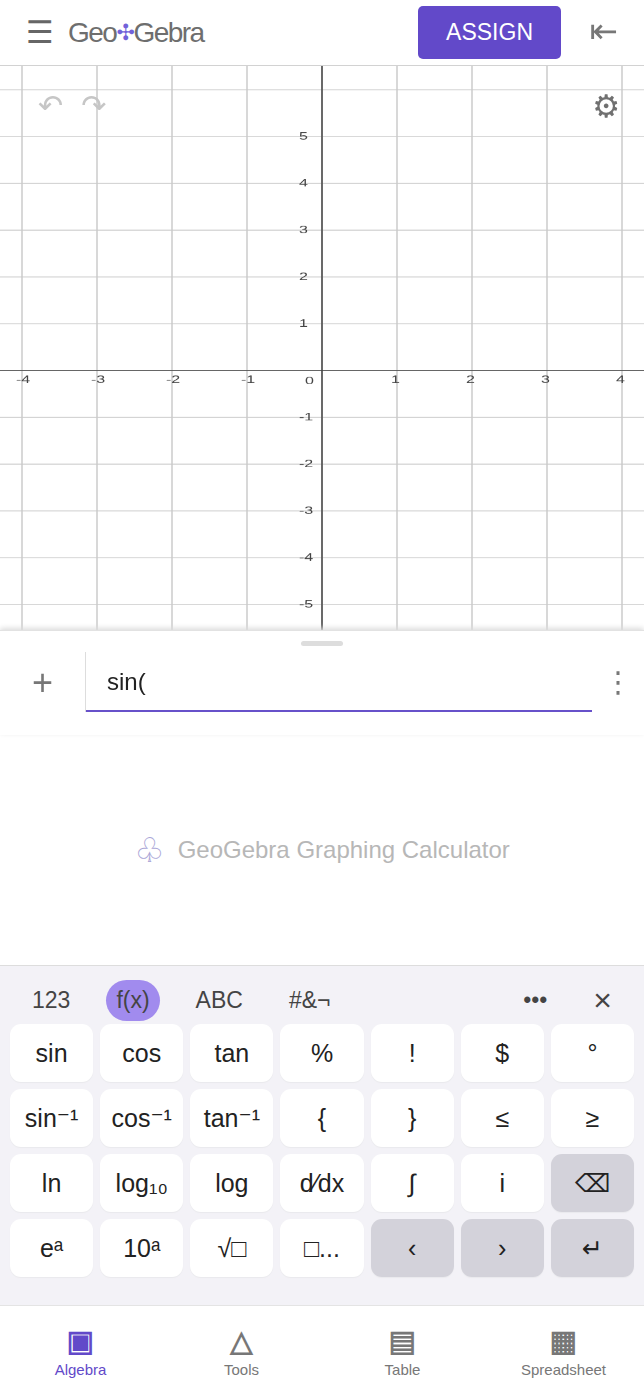 ☰ Geo✣Gebra ASSIGN ⇤
↶ ↷ ⚙
5
4
3
2
1
-4 -3 -2 -1 0 1 2 3 4
-1
-2
-3
-4
-5
+ sin( ⋮
GeoGebra Graphing Calculator
123 f(x) ABC #&¬ ••• ×
sin cos tan % ! $ °
sin⁻¹ cos⁻¹ tan⁻¹ { } ≤ ≥
ln log₁₀ log d⁄dx ∫ i ⌫
eª 10ª √□ □... ‹ › ↵
Algebra Tools Table Spreadsheet